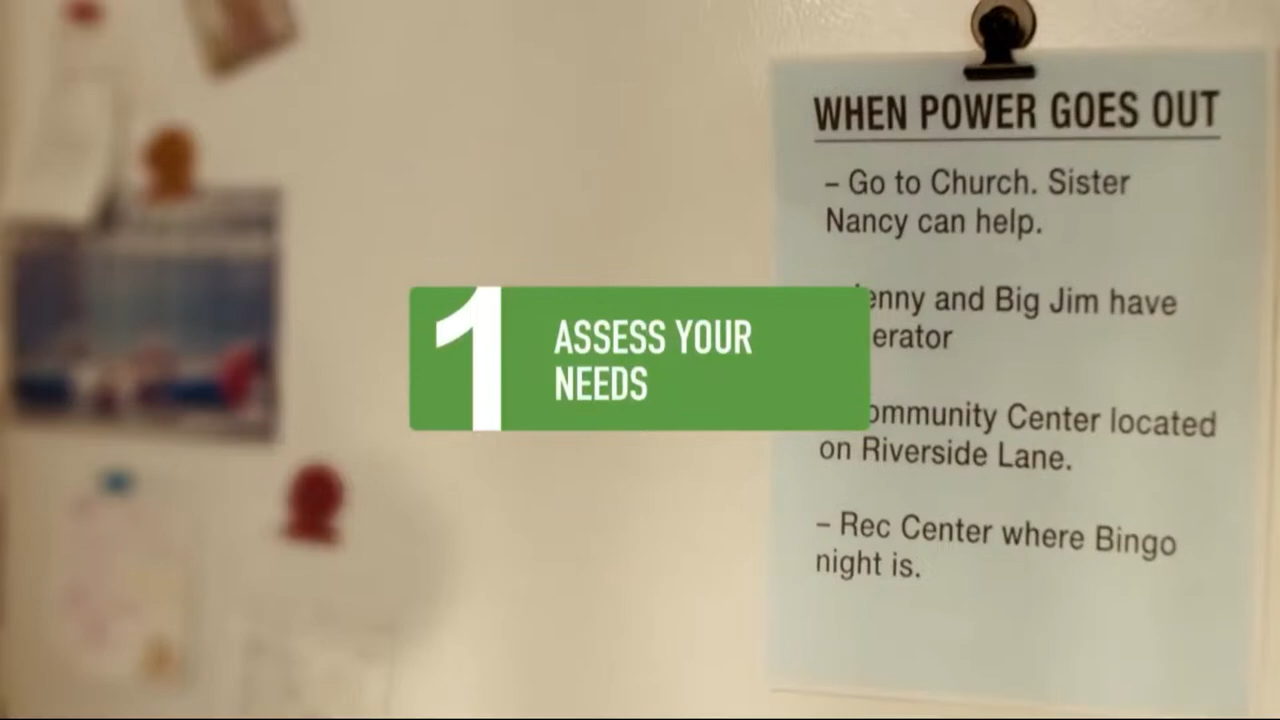 WHEN POWER GOES OUT
– Go to Church. Sister
Nancy can help.
and Big Jim have
Community Center located
on Riverside Lane.
– Rec Center where Bingo
night is.
1
ASSESS YOUR
NEEDS